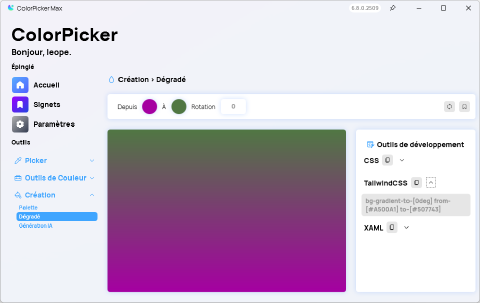 ColorPicker Max
6.8.0.2509
ColorPicker
Bonjour, leope.
Épinglé
Accueil
Signets
Paramètres
Outils
Picker
Outils de Couleur
Création
Palette
Dégradé
Génération IA
Création › Dégradé
Depuis À Rotation 0
Outils de développement
CSS
TailwindCSS
bg-gradient-to-[0deg] from-
[#A500A1] to-[#507743]
XAML